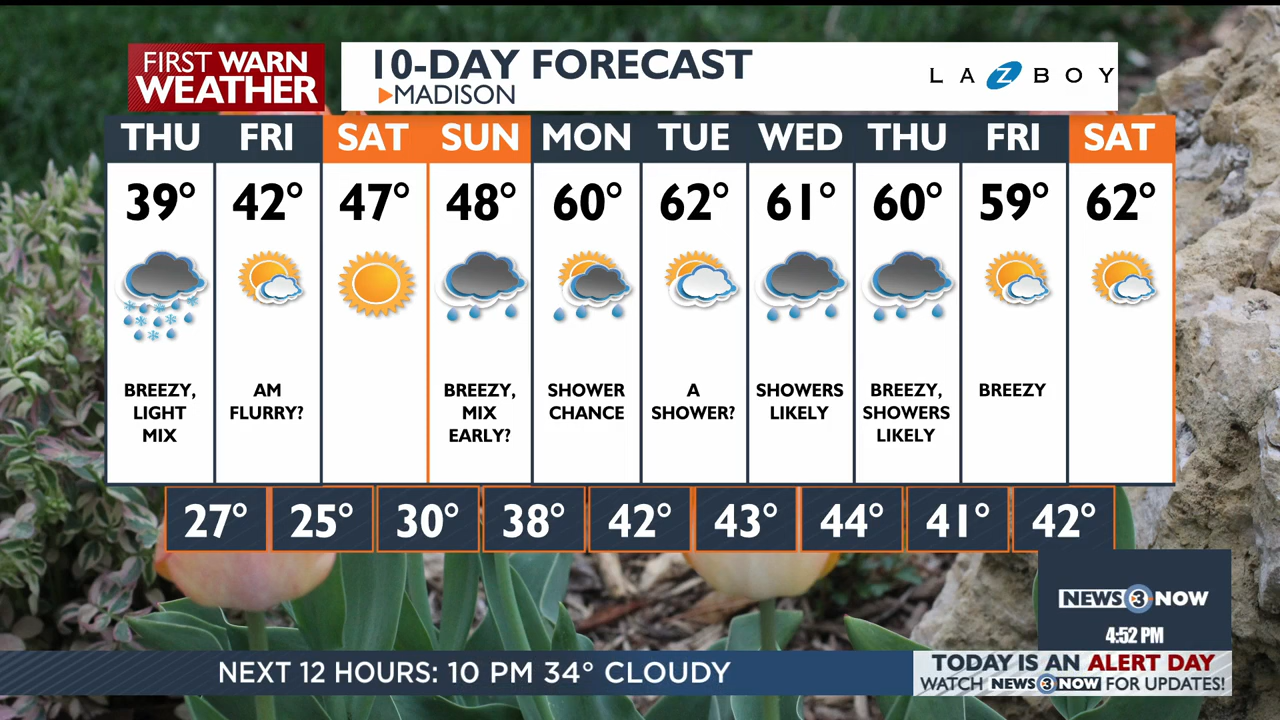 FIRST WARN
WEATHER
10-DAY FORECAST
MADISON
LA Z BOY
THU FRI SAT SUN MON TUE WED THU FRI SAT
39° 42° 47° 48° 60° 62° 61° 60° 59° 62°
BREEZY,
LIGHT
MIX
AM
FLURRY?
BREEZY,
MIX
EARLY?
SHOWER
CHANCE
A
SHOWER?
SHOWERS
LIKELY
BREEZY,
SHOWERS
LIKELY
BREEZY
27° 25° 30° 38° 42° 43° 44° 41° 42°
NEWS 3 NOW
4:52 PM
NEXT 12 HOURS: 10 PM 34° CLOUDY
TODAY IS AN ALERT DAY
WATCH NEWS 3 NOW FOR UPDATES!